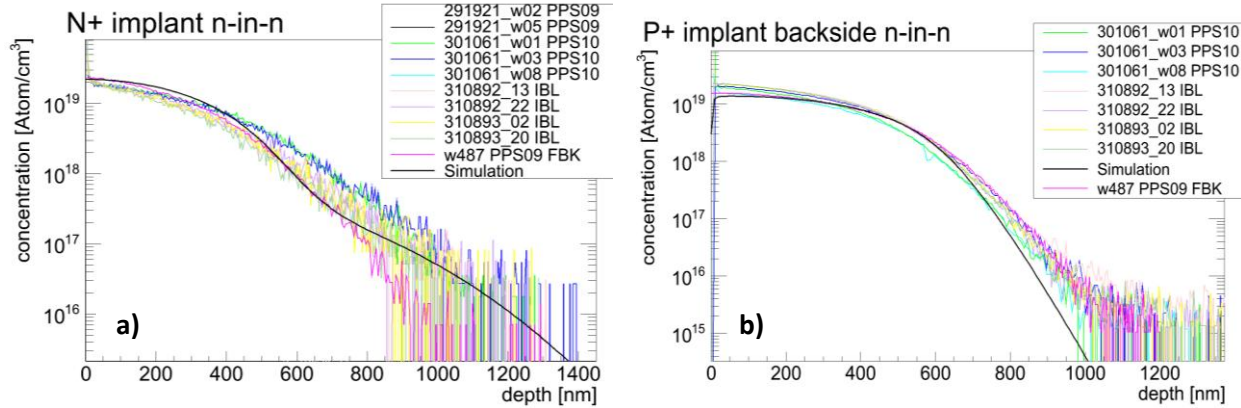 N+ implant n-in-n
291921_w02 PPS09
291921_w05 PPS09
301061_w01 PPS10
301061_w03 PPS10
301061_w08 PPS10
310892_13 IBL
310892_22 IBL
310893_02 IBL
310893_20 IBL
w487 PPS09 FBK
Simulation
concentration [Atom/cm³]
10¹⁹
10¹⁸
10¹⁷
10¹⁶
a)
0 200 400 600 800 1000 1200 1400
depth [nm]
P+ implant backside n-in-n
301061_w01 PPS10
301061_w03 PPS10
301061_w08 PPS10
310892_13 IBL
310892_22 IBL
310893_02 IBL
310893_20 IBL
Simulation
w487 PPS09 FBK
concentration [Atom/cm³]
10¹⁹
10¹⁸
10¹⁷
10¹⁶
10¹⁵
b)
0 200 400 600 800 1000 1200
depth [nm]